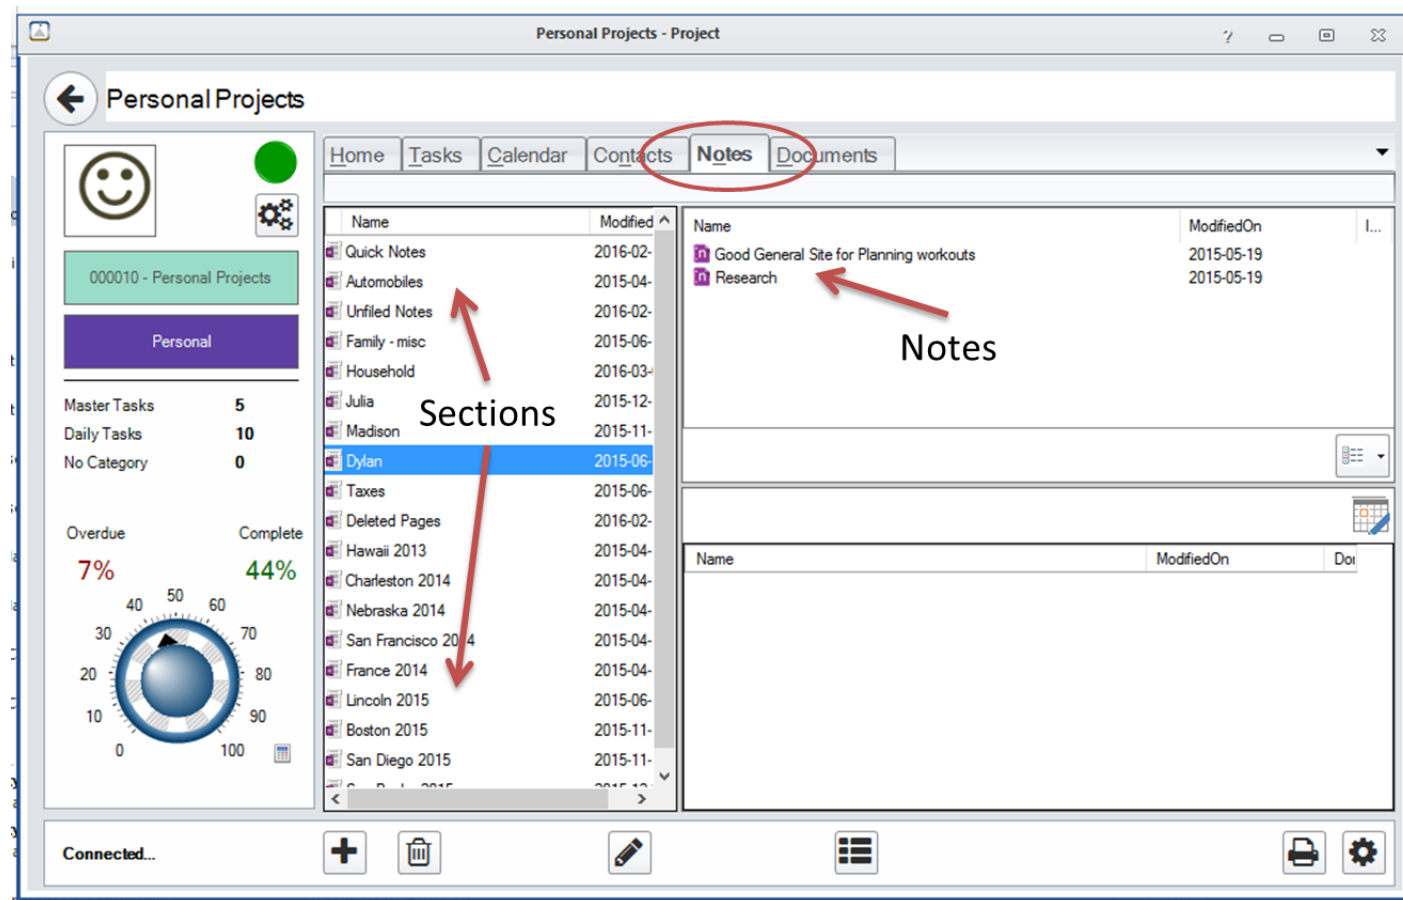 Personal Projects - Project
?
Personal Projects
Home Tasks Calendar Contacts Notes Documents
000010 - Personal Projects
Personal
Master Tasks 5
Daily Tasks 10
No Category 0
Overdue Complete
7% 44%
0 10 20 30 40 50 60 70 80 90 100
Name Modified
Quick Notes 2016-02-
Automobiles 2015-04-
Unfiled Notes 2016-02-
Family - misc 2015-06-
Household 2016-03-
Julia 2015-12-
Madison 2015-11-
Dylan 2015-06-
Taxes 2015-06-
Deleted Pages 2016-02-
Hawaii 2013 2015-04-
Charleston 2014 2015-04-
Nebraska 2014 2015-04-
San Francisco 2014 2015-04-
France 2014 2015-04-
Lincoln 2015 2015-06-
Boston 2015 2015-11-
San Diego 2015 2015-11-
Sections
Name ModifiedOn I...
Good General Site for Planning workouts 2015-05-19
Research 2015-05-19
Notes
Name ModifiedOn Dor
Connected...